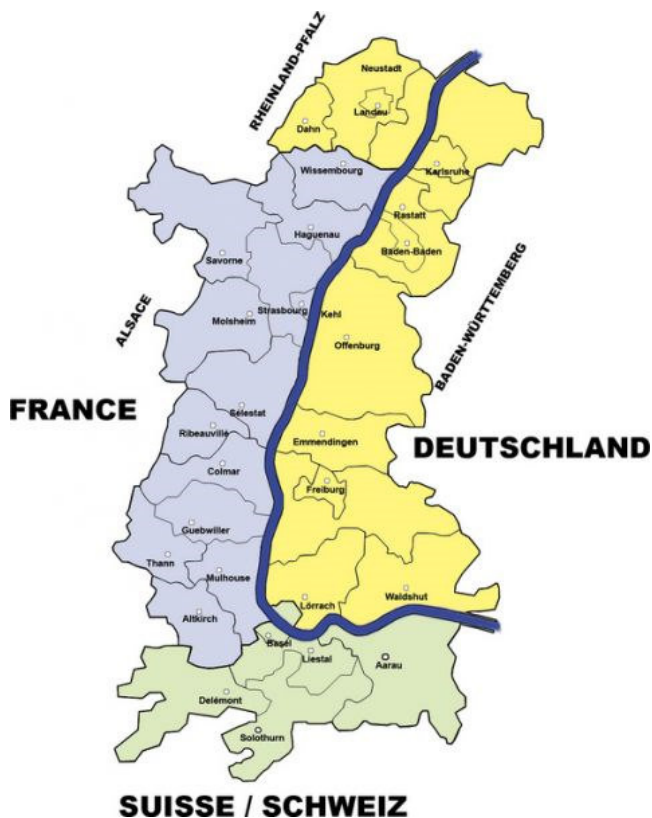 RHEINLAND-PFALZ
Neustadt
Landau
Dahn
Wissembourg
Karlsruhe
Rastatt
Haguenau
Baden-Baden
Savorne
ALSACE
Strasbourg
Kehl
Molsheim
Offenburg
BADEN-WÜRTTEMBERG
FRANCE
Sélestat
Ribeauvillé
Emmendingen
DEUTSCHLAND
Colmar
Freiburg
Guebwiller
Thann
Mulhouse
Waldshut
Lörrach
Altkirch
Basel
Liestal
Aarau
Delémont
Solothurn
SUISSE / SCHWEIZ